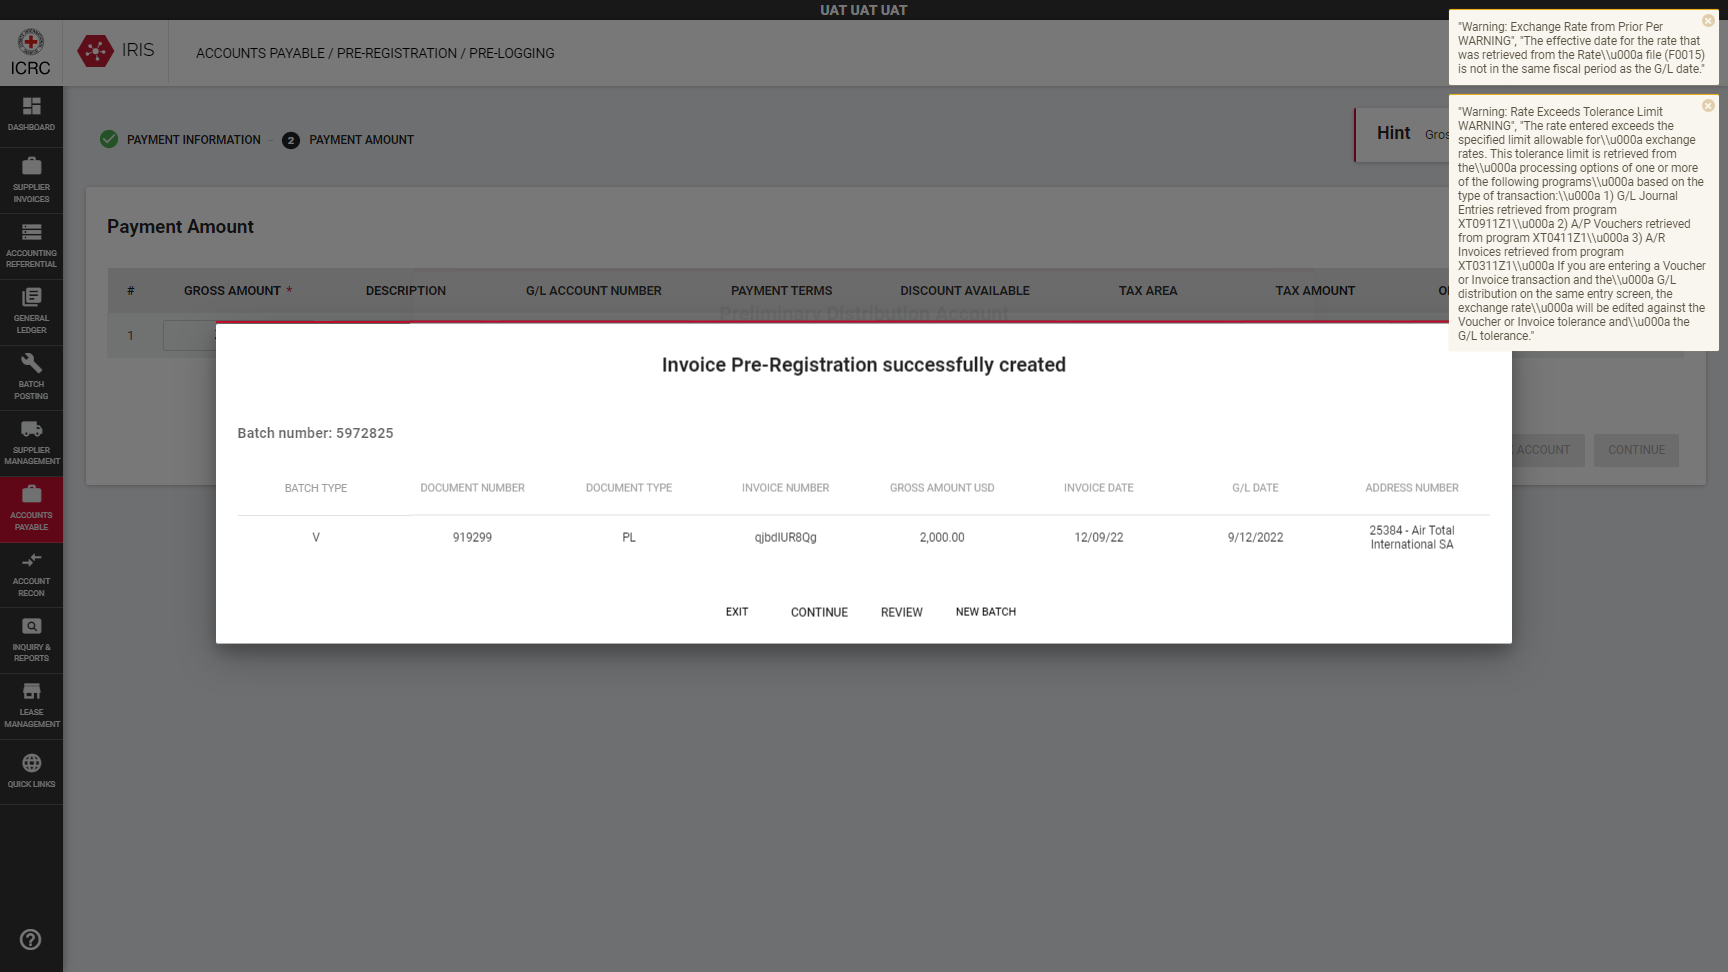 UAT UAT UAT
ICRC
IRIS
ACCOUNTS PAYABLE / PRE-REGISTRATION / PRE-LOGGING
"Warning: Exchange Rate from Prior Per
WARNING", "The effective date for the rate that
was retrieved from the Rate\\u000a file (F0015)
is not in the same fiscal period as the G/L date."
"Warning: Rate Exceeds Tolerance Limit
WARNING", "The rate entered exceeds the
specified limit allowable for\\u000a exchange
rates. This tolerance limit is retrieved from
the\\u000a processing options of one or more
of the following programs\\u000a based on the
type of transaction:\\u000a 1) G/L Journal
Entries retrieved from program
XT0911Z1\\u000a 2) A/P Vouchers retrieved
from program XT0411Z1\\u000a 3) A/R
Invoices retrieved from program
XT0311Z1\\u000a If you are entering a Voucher
or Invoice transaction and the\\u000a G/L
distribution on the same entry screen, the
exchange rate\\u000a will be edited against the
Voucher or Invoice tolerance and\\u000a the
G/L tolerance."
DASHBOARD
SUPPLIER
INVOICES
ACCOUNTING
REFERENTIAL
GENERAL
LEDGER
BATCH
POSTING
SUPPLIER
MANAGEMENT
ACCOUNTS
PAYABLE
ACCOUNT
RECON
INQUIRY &
REPORTS
LEASE
MANAGEMENT
QUICK LINKS
PAYMENT INFORMATION
2 PAYMENT AMOUNT
Hint
Payment Amount
# GROSS AMOUNT * DESCRIPTION G/L ACCOUNT NUMBER PAYMENT TERMS DISCOUNT AVAILABLE TAX AREA TAX AMOUNT
Preliminary Distribution Account
1
ACCOUNT CONTINUE
Invoice Pre-Registration successfully created
Batch number: 5972825
BATCH TYPE DOCUMENT NUMBER DOCUMENT TYPE INVOICE NUMBER GROSS AMOUNT USD INVOICE DATE G/L DATE ADDRESS NUMBER
V 919299 PL qjbdIUR8Qg 2,000.00 12/09/22 9/12/2022 25384 - Air Total
International SA
EXIT CONTINUE REVIEW NEW BATCH